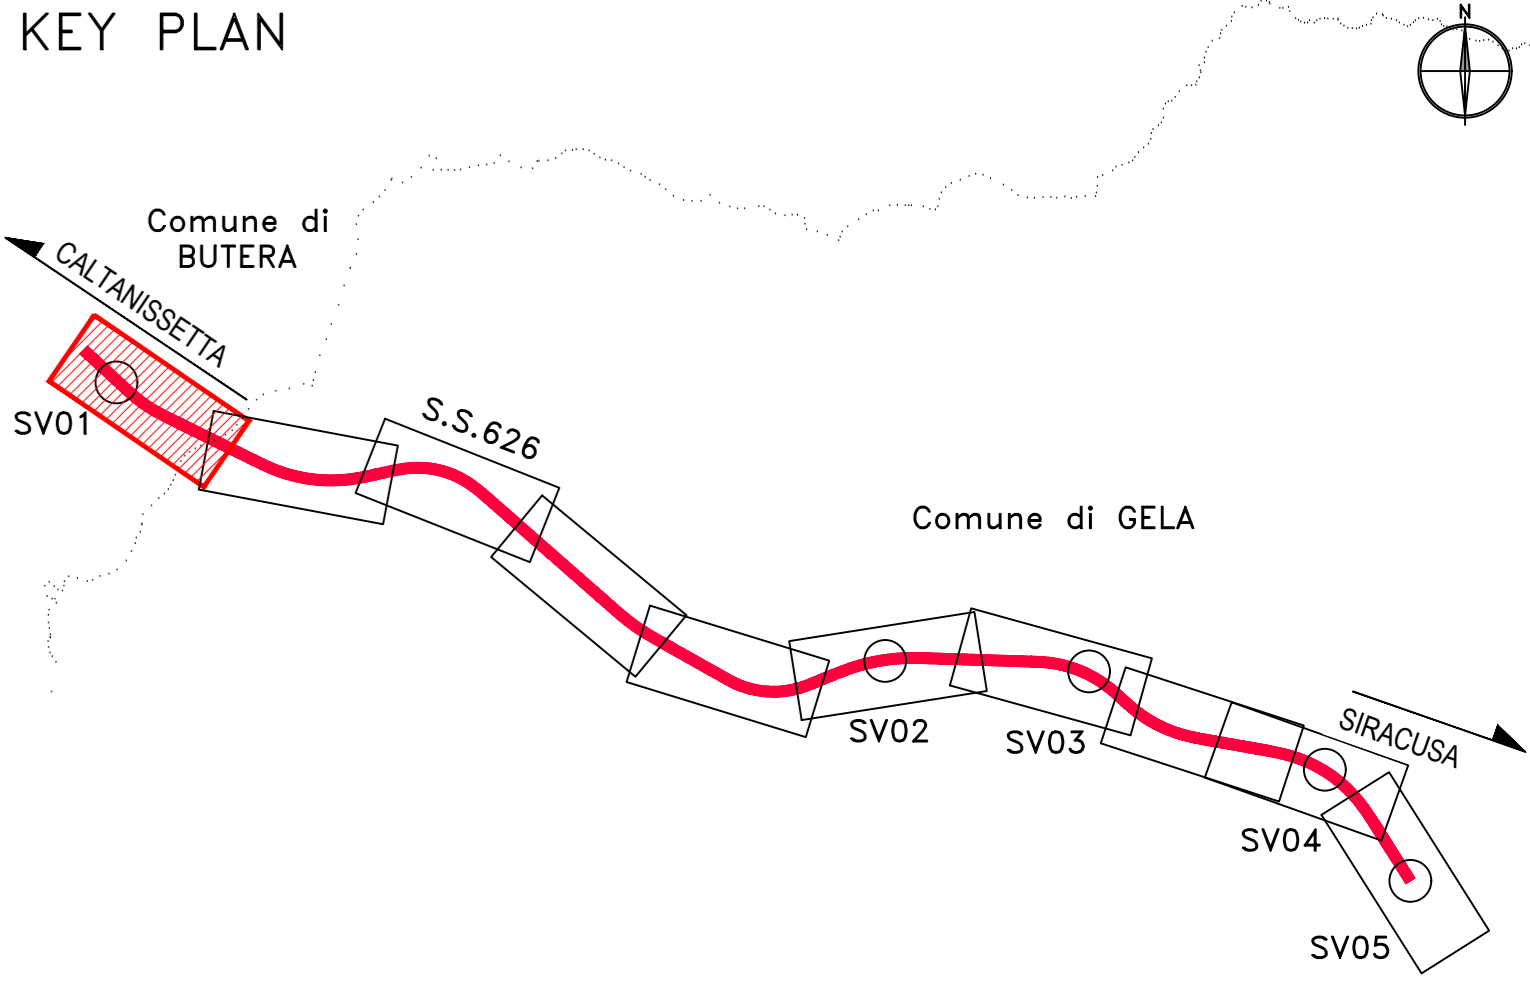 KEY PLAN
N
Comune di
BUTERA
CALTANISSETTA
SV01
S.S.626
Comune di GELA
SV02
SV03
SIRACUSA
SV04
SV05